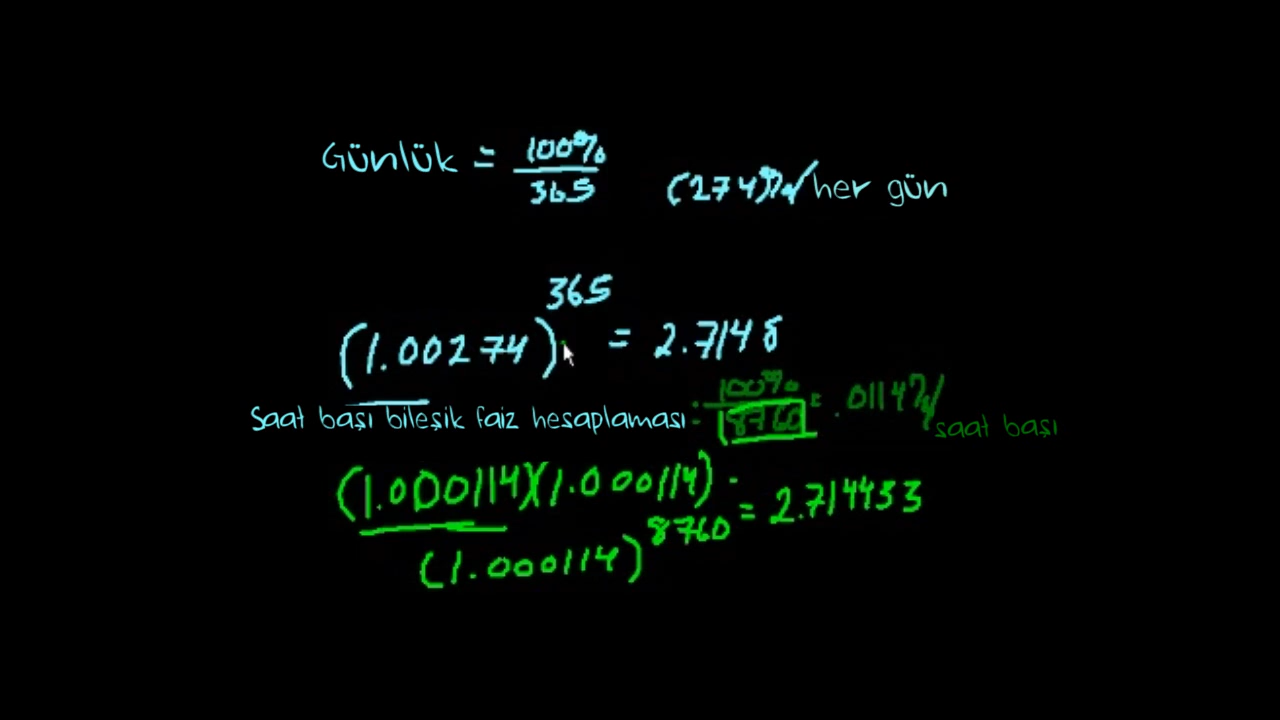 Günlük = 100% / 365 (274)% / her gün
(1.00274)^365 = 2.7148
Saat başı bileşik faiz hesaplaması : 100% / 8760 = .0114% / saat başı
(1.000114)(1.000114) .
(1.000114)^8760 = 2.714433